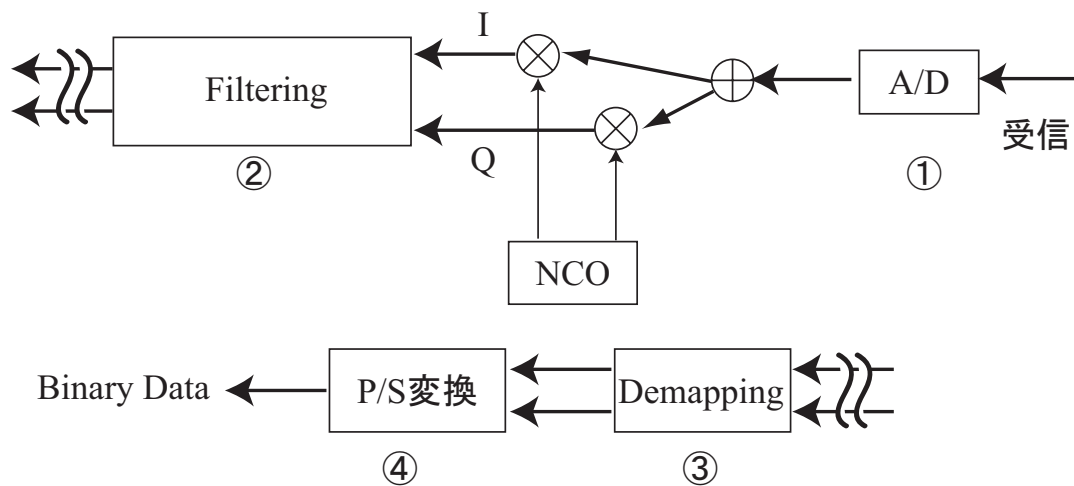 I
Filtering
A/D
受信
Q
②
①
NCO
Binary Data
P/S変換
Demapping
④
③